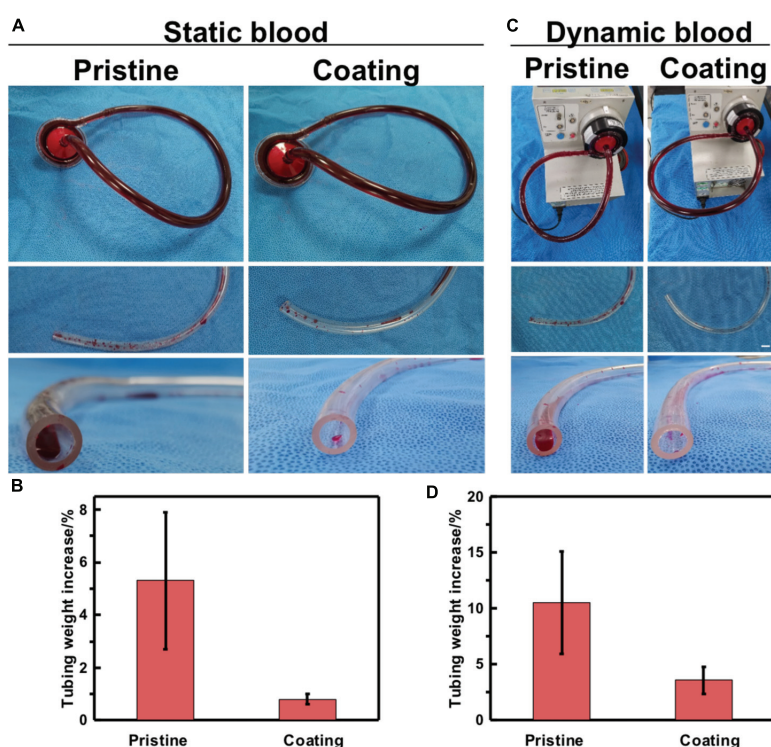 A
Static blood
Pristine
Coating
C
Dynamic blood
Pristine
Coating
B
Tubing weight increase/%
8
6
4
2
0
Pristine
Coating
D
Tubing weight increase/%
20
15
10
5
0
Pristine
Coating